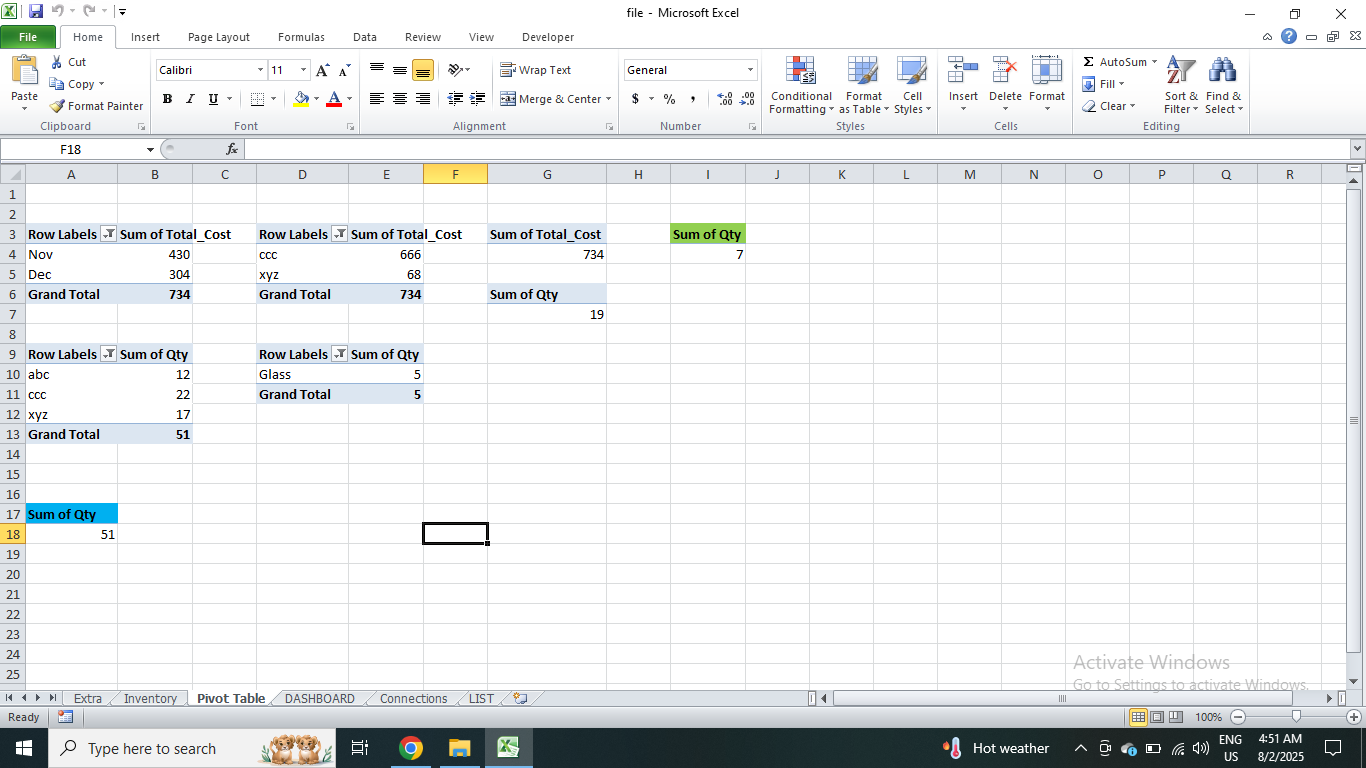 file - Microsoft Excel
File Home Insert Page Layout Formulas Data Review View Developer
Paste Cut Copy Format Painter Clipboard
Calibri 11 B I U A Font
Wrap Text Merge & Center Alignment
General $ % , Number
Conditional Formatting Format as Table Cell Styles Styles
Insert Delete Format Cells
Σ AutoSum Fill Clear Sort & Filter Find & Select Editing
F18 fx
A B C D E F G H I J K L M N O P Q R
1
2
3 Row Labels Sum of Total_Cost Row Labels Sum of Total_Cost Sum of Total_Cost Sum of Qty
4 Nov 430 ccc 666 734 7
5 Dec 304 xyz 68
6 Grand Total 734 Grand Total 734 Sum of Qty
7 19
8
9 Row Labels Sum of Qty Row Labels Sum of Qty
10 abc 12 Glass 5
11 ccc 22 Grand Total 5
12 xyz 17
13 Grand Total 51
14
15
16
17 Sum of Qty
18 51
19
20
21
22
23
24
25
Activate Windows
Go to Settings to activate Windows.
Extra Inventory Pivot Table DASHBOARD Connections LIST
Ready 100%
Type here to search Hot weather ENG US 4:51 AM 8/2/2025